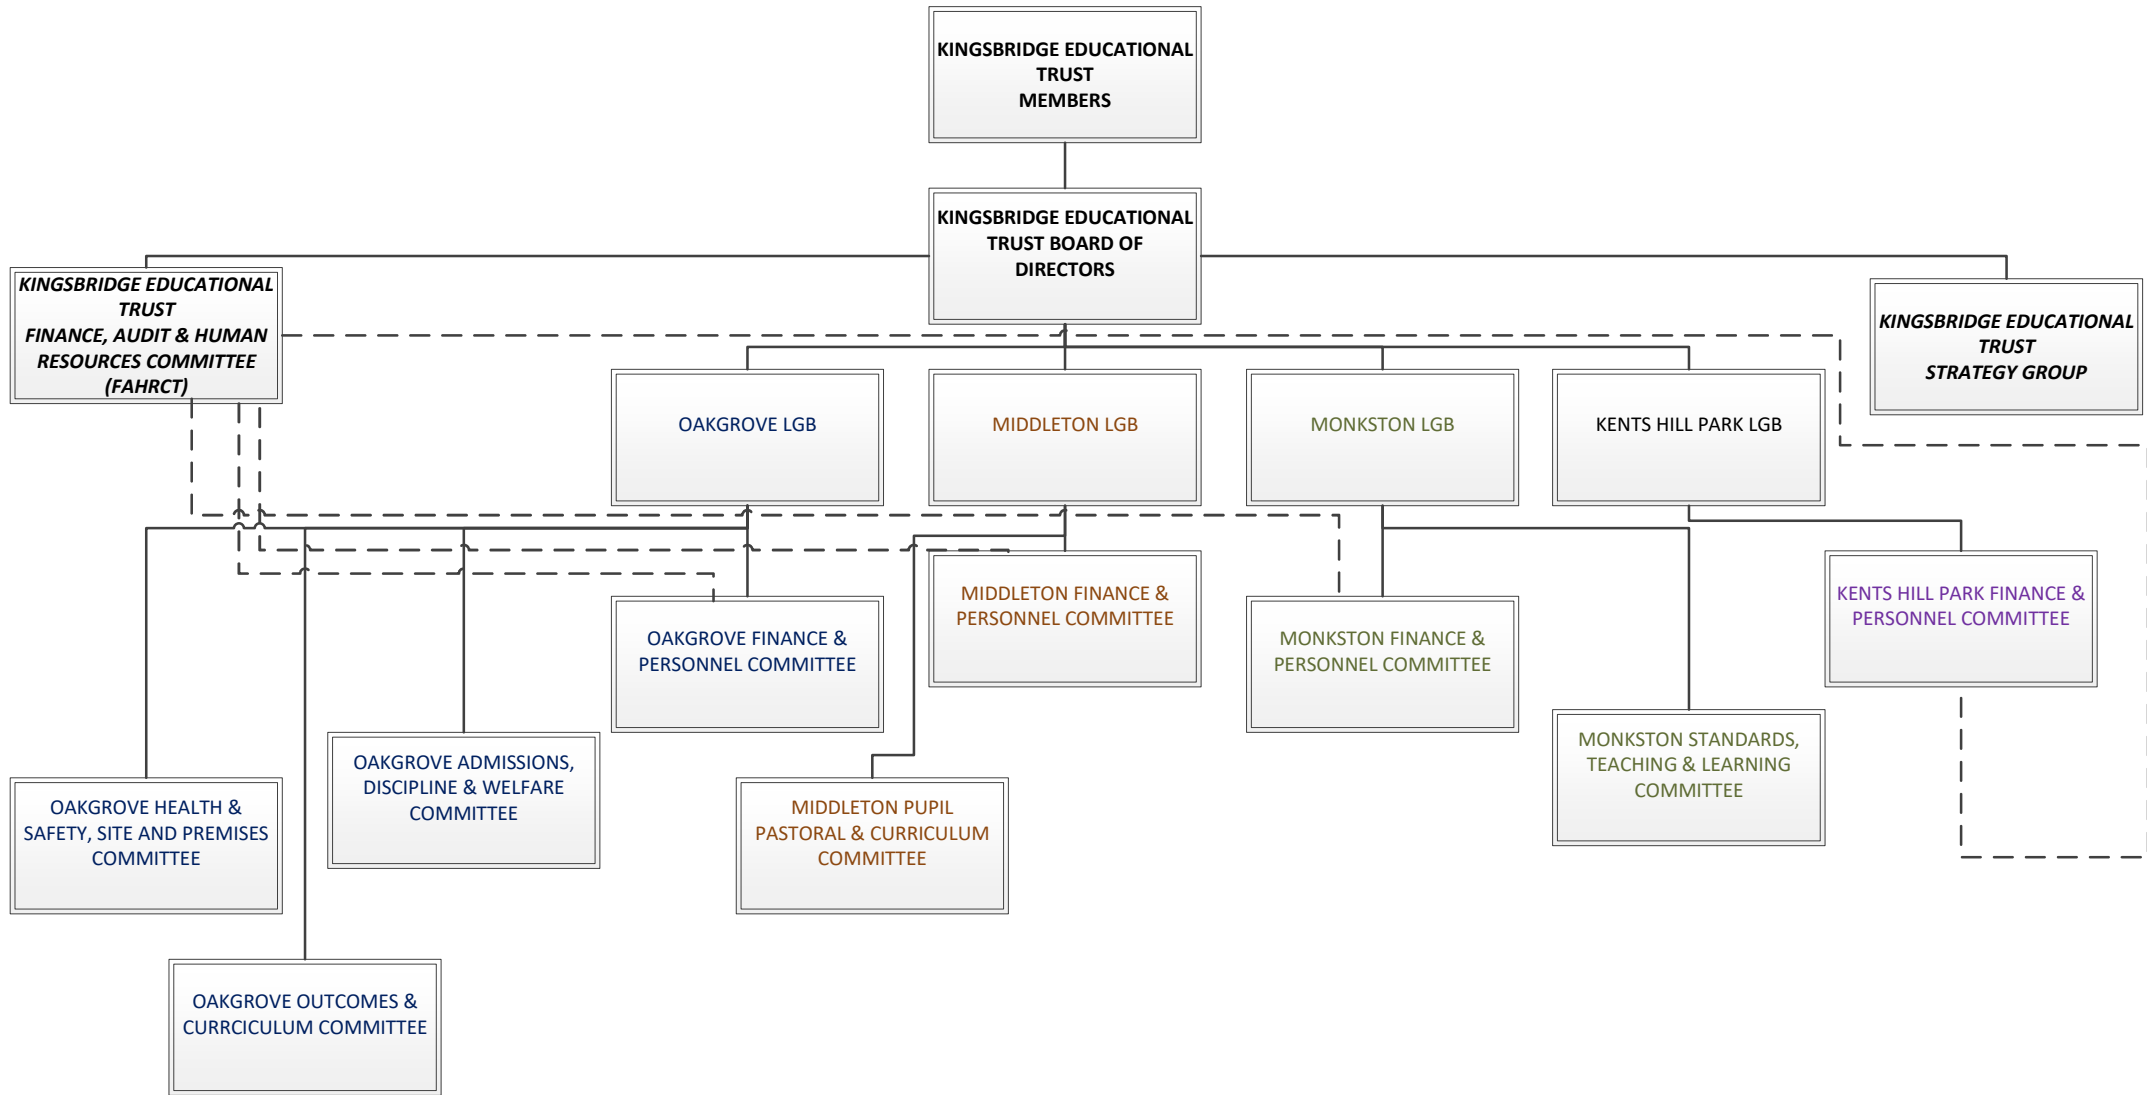 KINGSBRIDGE EDUCATIONAL
TRUST
MEMBERS
KINGSBRIDGE EDUCATIONAL
TRUST BOARD OF
DIRECTORS
KINGSBRIDGE EDUCATIONAL
TRUST
FINANCE, AUDIT & HUMAN
RESOURCES COMMITTEE
(FAHRCT)
KINGSBRIDGE EDUCATIONAL
TRUST
STRATEGY GROUP
OAKGROVE LGB
MIDDLETON LGB
MONKSTON LGB
KENTS HILL PARK LGB
MIDDLETON FINANCE &
PERSONNEL COMMITTEE
KENTS HILL PARK FINANCE &
PERSONNEL COMMITTEE
OAKGROVE FINANCE &
PERSONNEL COMMITTEE
MONKSTON FINANCE &
PERSONNEL COMMITTEE
OAKGROVE ADMISSIONS,
DISCIPLINE & WELFARE
COMMITTEE
MONKSTON STANDARDS,
TEACHING & LEARNING
COMMITTEE
OAKGROVE HEALTH &
SAFETY, SITE AND PREMISES
COMMITTEE
MIDDLETON PUPIL
PASTORAL & CURRICULUM
COMMITTEE
OAKGROVE OUTCOMES &
CURRCICULUM COMMITTEE